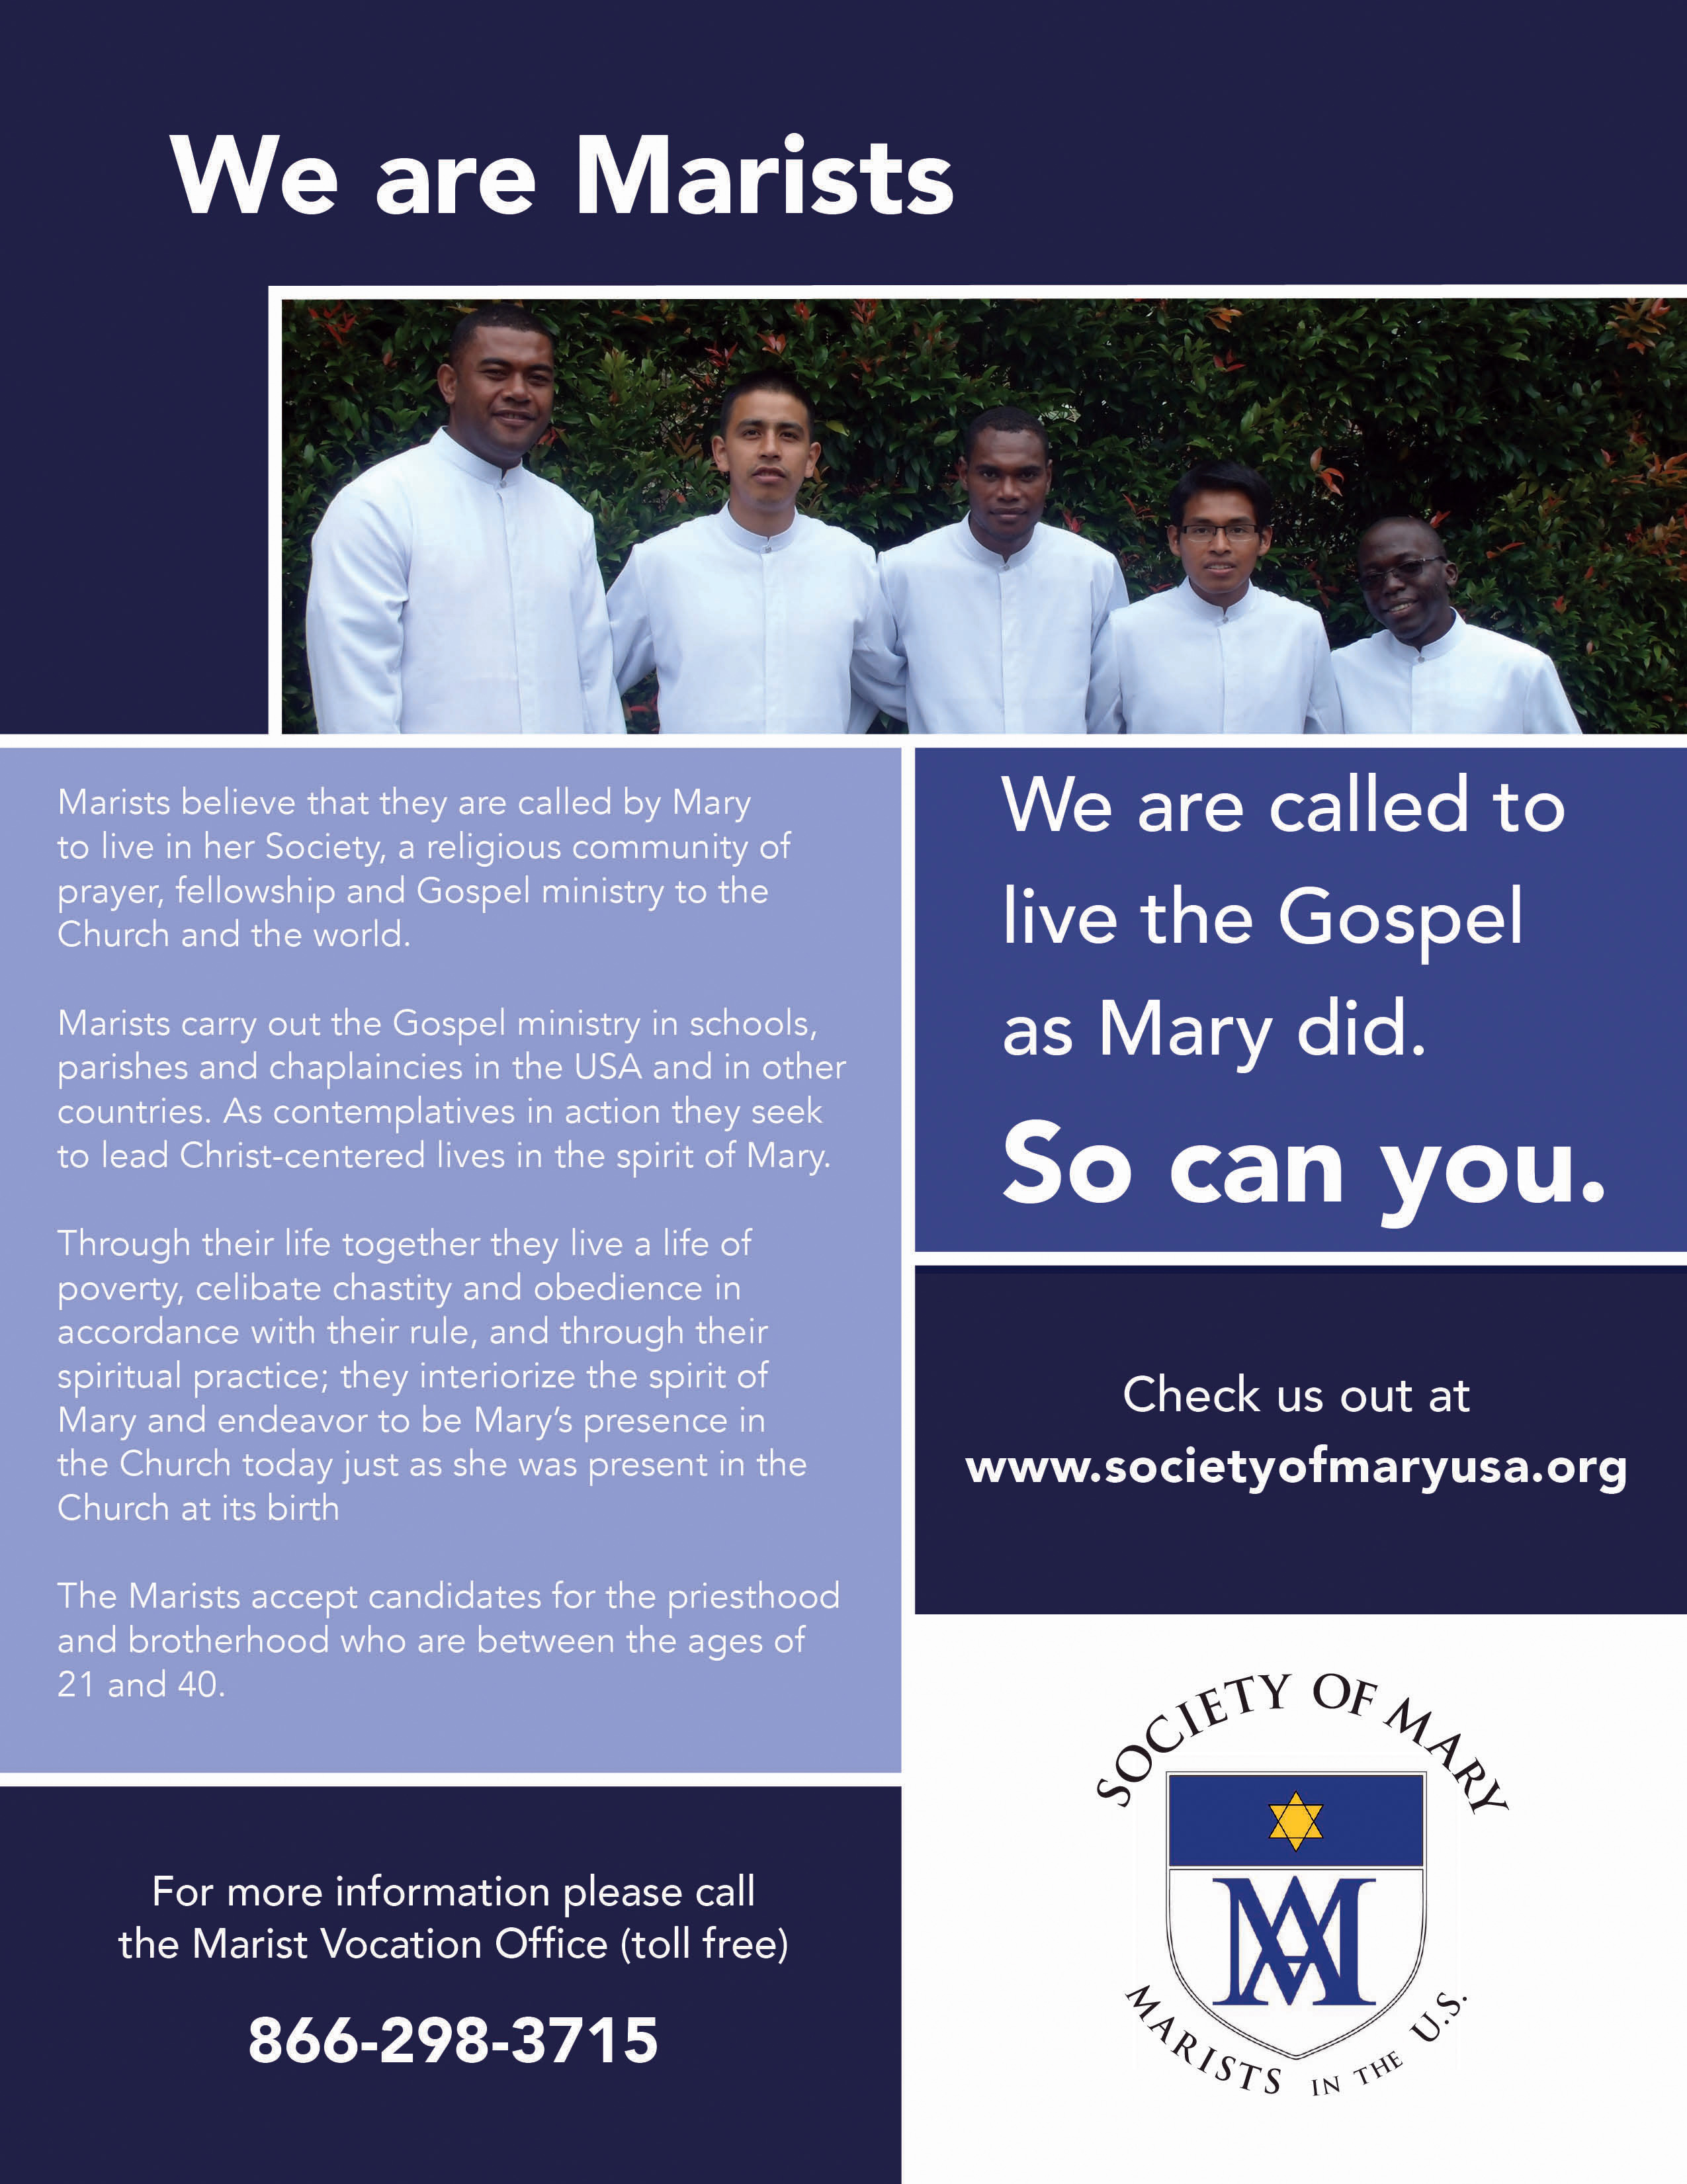 We are Marists
Marists believe that they are called by Mary
to live in her Society, a religious community of
prayer, fellowship and Gospel ministry to the
Church and the world.
Marists carry out the Gospel ministry in schools,
parishes and chaplaincies in the USA and in other
countries. As contemplatives in action they seek
to lead Christ-centered lives in the spirit of Mary.
Through their life together they live a life of
poverty, celibate chastity and obedience in
accordance with their rule, and through their
spiritual practice; they interiorize the spirit of
Mary and endeavor to be Mary’s presence in
the Church today just as she was present in the
Church at its birth
The Marists accept candidates for the priesthood
and brotherhood who are between the ages of
21 and 40.
For more information please call
the Marist Vocation Office (toll free)
866-298-3715
We are called to
live the Gospel
as Mary did.
So can you.
Check us out at
www.societyofmaryusa.org
SOCIETY OF MARY
MARISTS IN THE U.S.